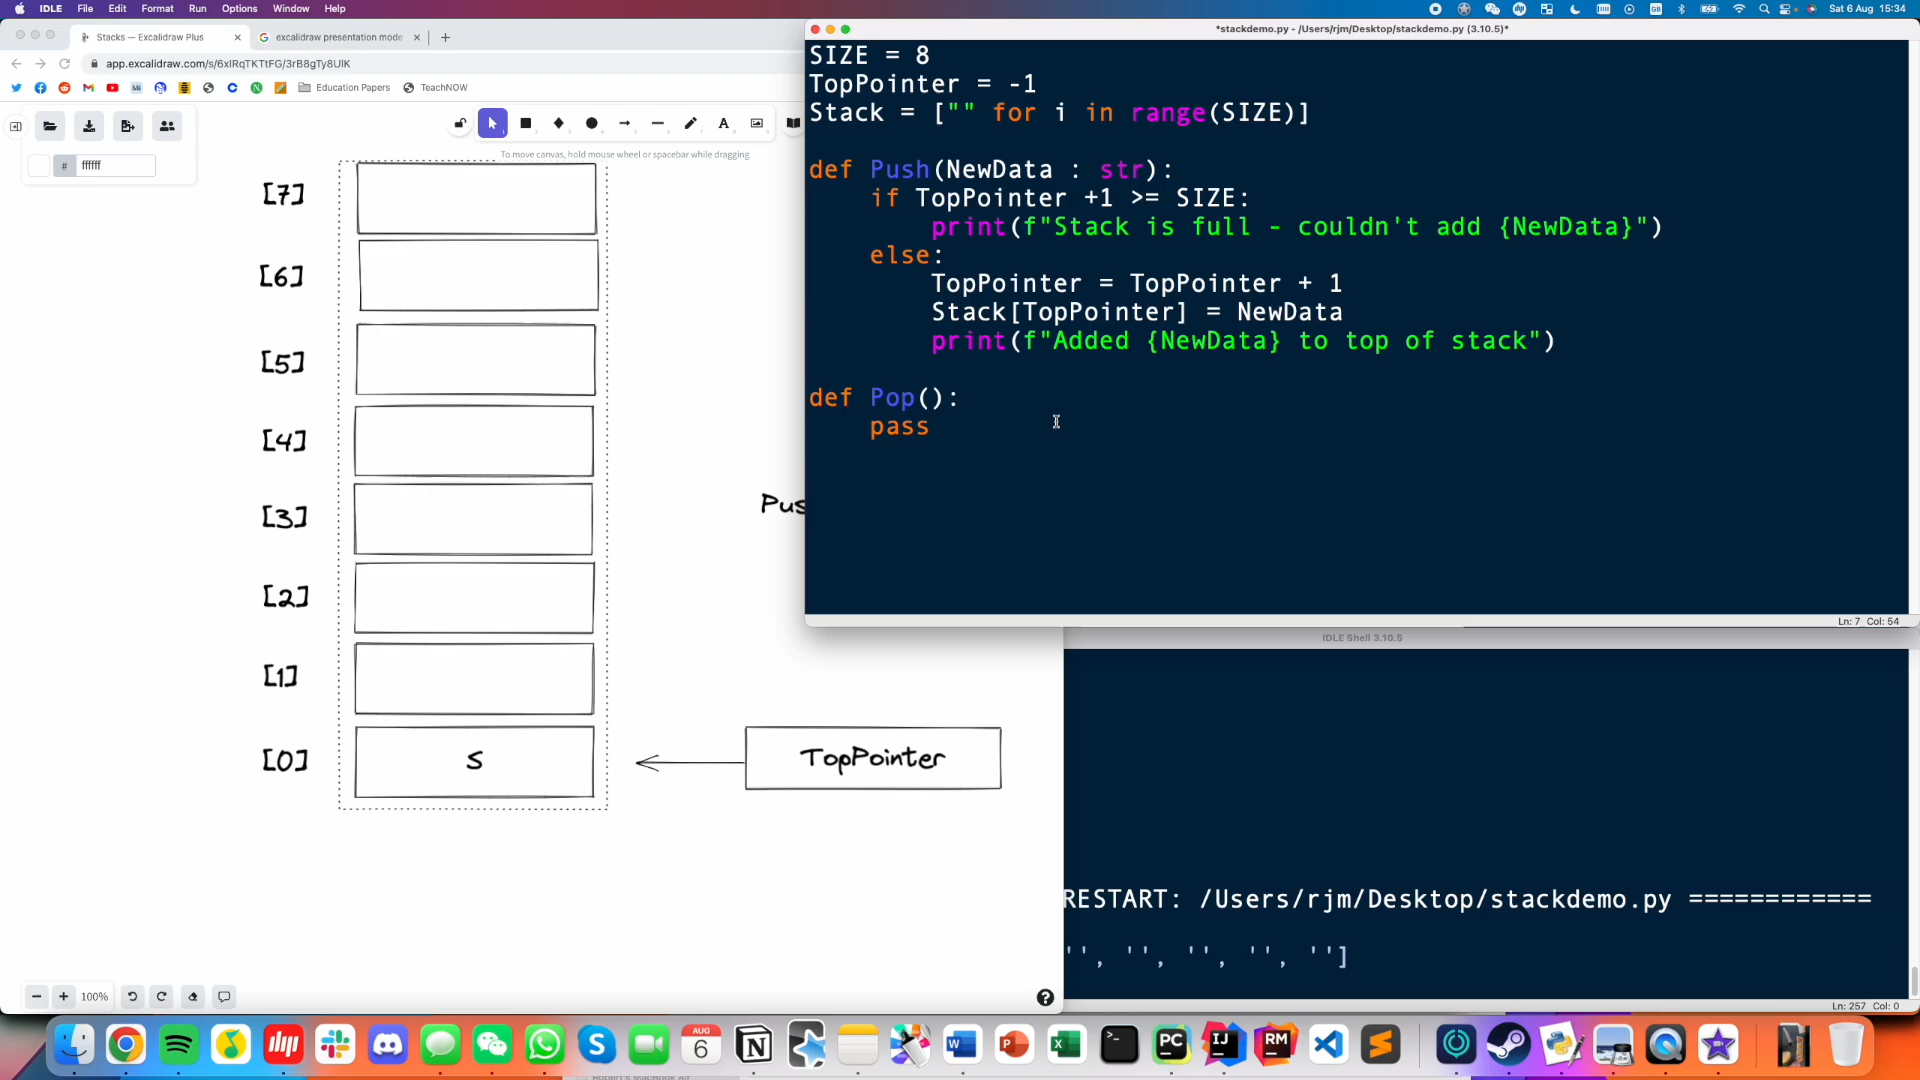 IDLE File Edit Format Run Options Window Help
Sat 6 Aug 15:34
Stacks — Excalidraw Plus
excalidraw presentation mode
app.excalidraw.com/s/6xIRqTKTtFG/3rB8gTy8UlK
Education Papers
TeachNOW
# ffffff
To move canvas, hold mouse wheel or spacebar while dragging
[7]
[6]
[5]
[4]
[3]
[2]
[1]
[0]
S
TopPointer
Pus
100%
*stackdemo.py - /Users/rjm/Desktop/stackdemo.py (3.10.5)*
SIZE = 8
TopPointer = -1
Stack = ["" for i in range(SIZE)]
def Push(NewData : str):
if TopPointer +1 >= SIZE:
print(f"Stack is full - couldn't add {NewData}")
else:
TopPointer = TopPointer + 1
Stack[TopPointer] = NewData
print(f"Added {NewData} to top of stack")
def Pop():
pass
Ln: 7 Col: 54
IDLE Shell 3.10.5
RESTART: /Users/rjm/Desktop/stackdemo.py ============
'', '', '', '', '']
Ln: 257 Col: 0
AUG
6